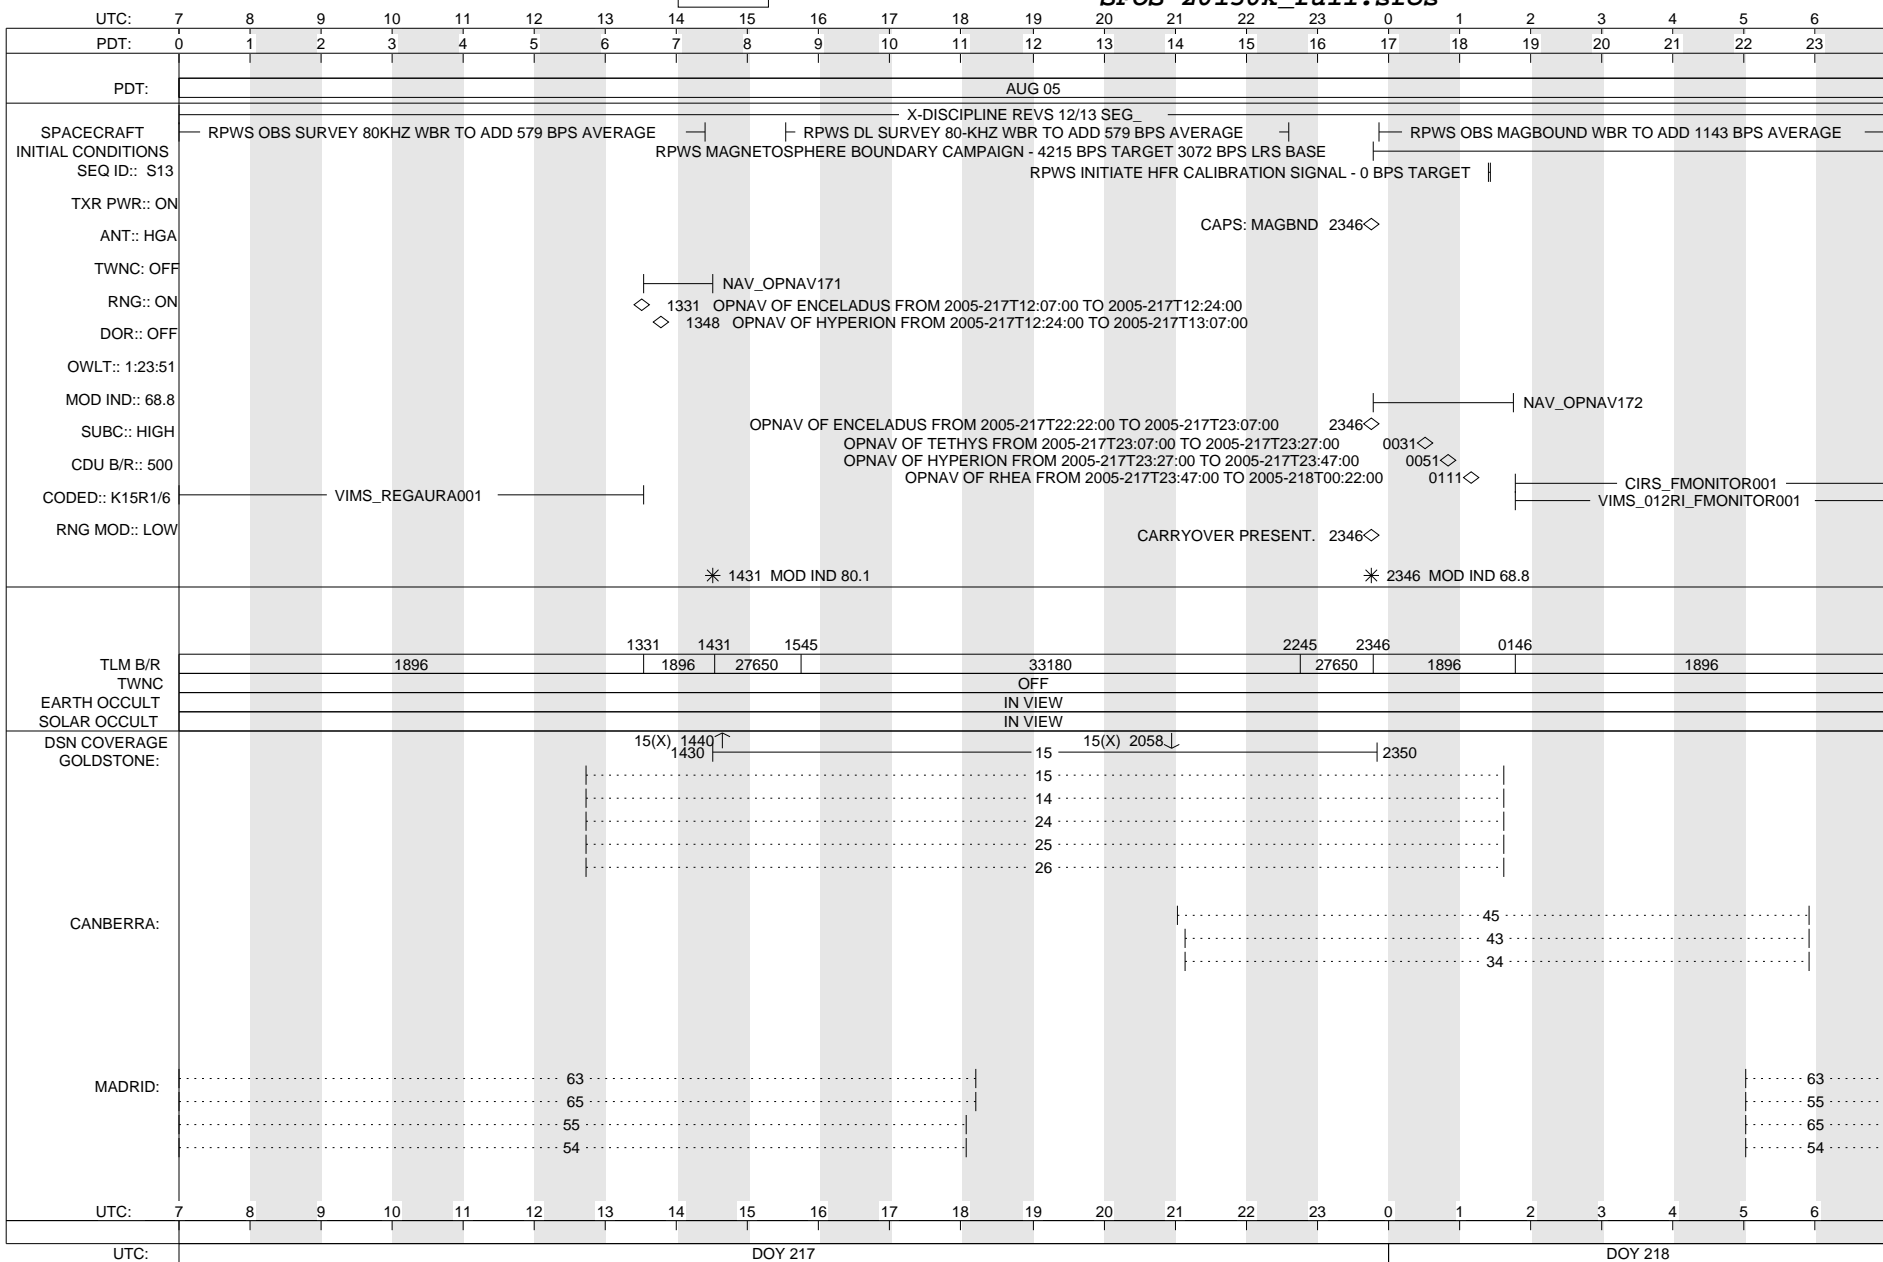 UTC: 7 8 9 10 11 12 13 14 15 16 17 18 19 20 21 22 23 0 1 2 3 4 5 6
PDT: 0 1 2 3 4 5 6 7 8 9 10 11 12 13 14 15 16 17 18 19 20 21 22 23
PDT: AUG 05
X-DISCIPLINE REVS 12/13 SEG_
SPACECRAFT RPWS OBS SURVEY 80KHZ WBR TO ADD 579 BPS AVERAGE RPWS DL SURVEY 80-KHZ WBR TO ADD 579 BPS AVERAGE RPWS OBS MAGBOUND WBR TO ADD 1143 BPS AVERAGE
INITIAL CONDITIONS RPWS MAGNETOSPHERE BOUNDARY CAMPAIGN - 4215 BPS TARGET 3072 BPS LRS BASE
SEQ ID:: S13 RPWS INITIATE HFR CALIBRATION SIGNAL - 0 BPS TARGET
TXR PWR:: ON
CAPS: MAGBND 2346
ANT:: HGA
TWNC: OFF
NAV_OPNAV171
RNG:: ON 1331 OPNAV OF ENCELADUS FROM 2005-217T12:07:00 TO 2005-217T12:24:00
1348 OPNAV OF HYPERION FROM 2005-217T12:24:00 TO 2005-217T13:07:00
DOR:: OFF
OWLT:: 1:23:51
MOD IND:: 68.8 NAV_OPNAV172
OPNAV OF ENCELADUS FROM 2005-217T22:22:00 TO 2005-217T23:07:00 2346
SUBC:: HIGH
OPNAV OF TETHYS FROM 2005-217T23:07:00 TO 2005-217T23:27:00 0031
CDU B/R:: 500 OPNAV OF HYPERION FROM 2005-217T23:27:00 TO 2005-217T23:47:00 0051
OPNAV OF RHEA FROM 2005-217T23:47:00 TO 2005-218T00:22:00 0111
CIRS_FMONITOR001
CODED:: K15R1/6 VIMS_REGAURA001 VIMS_012RI_FMONITOR001
RNG MOD:: LOW CARRYOVER PRESENT. 2346
1431 MOD IND 80.1 2346 MOD IND 68.8
1331 1431 1545 2245 2346 0146
TLM B/R 1896 1896 27650 33180 27650 1896 1896
TWNC OFF
EARTH OCCULT IN VIEW
SOLAR OCCULT IN VIEW
DSN COVERAGE 15(X) 1440 15(X) 2058
GOLDSTONE: 1430 15 2350
15
14
24
25
26
CANBERRA: 45
43
34
MADRID: 63 63
65 55
55 65
54 54
UTC: 7 8 9 10 11 12 13 14 15 16 17 18 19 20 21 22 23 0 1 2 3 4 5 6
UTC: DOY 217 DOY 218